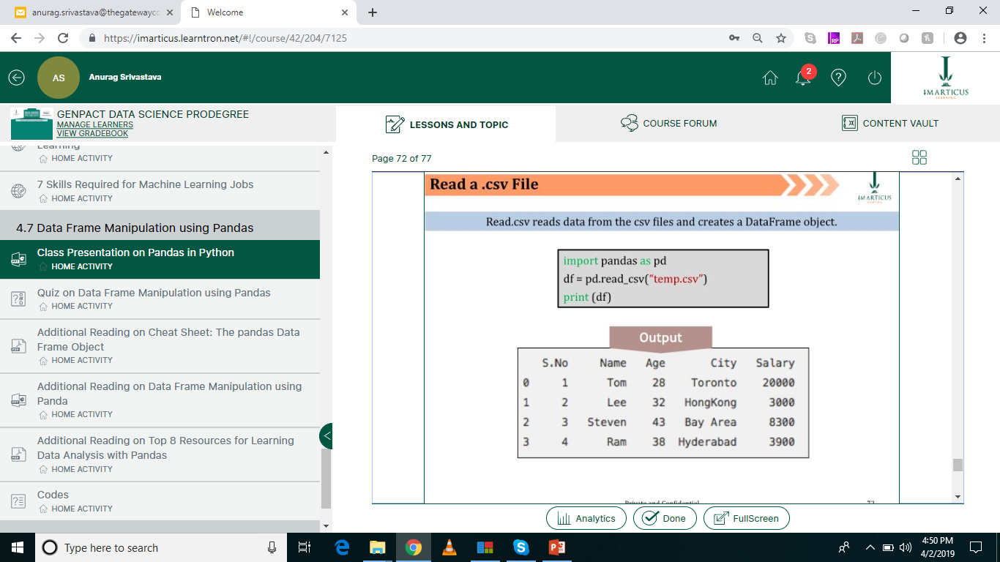 anurag.srivastava@thegatewayco
Welcome
https://imarticus.learntron.net/#!/course/42/204/7125
AS
Anurag Srivastava
2
IMARTICUS
LEARNING
GENPACT DATA SCIENCE PRODEGREE
MANAGE LEARNERS
VIEW GRADEBOOK
LESSONS AND TOPIC
COURSE FORUM
CONTENT VAULT
Learning
HOME ACTIVITY
7 Skills Required for Machine Learning Jobs
HOME ACTIVITY
4.7 Data Frame Manipulation using Pandas
Class Presentation on Pandas in Python
HOME ACTIVITY
Quiz on Data Frame Manipulation using Pandas
HOME ACTIVITY
Additional Reading on Cheat Sheet: The pandas Data
Frame Object
HOME ACTIVITY
Additional Reading on Data Frame Manipulation using
Panda
HOME ACTIVITY
Additional Reading on Top 8 Resources for Learning
Data Analysis with Pandas
HOME ACTIVITY
Codes
HOME ACTIVITY
Page 72 of 77
Read a .csv File
IMARTICUS
Read.csv reads data from the csv files and creates a DataFrame object.
import pandas as pd
df = pd.read_csv(“temp.csv”)
print (df)
Output
S.No Name Age City Salary
0 1 Tom 28 Toronto 20000
1 2 Lee 32 HongKong 3000
2 3 Steven 43 Bay Area 8300
3 4 Ram 38 Hyderabad 3900
Private and Confidential 72
Analytics
Done
FullScreen
Type here to search
4:50 PM
4/2/2019